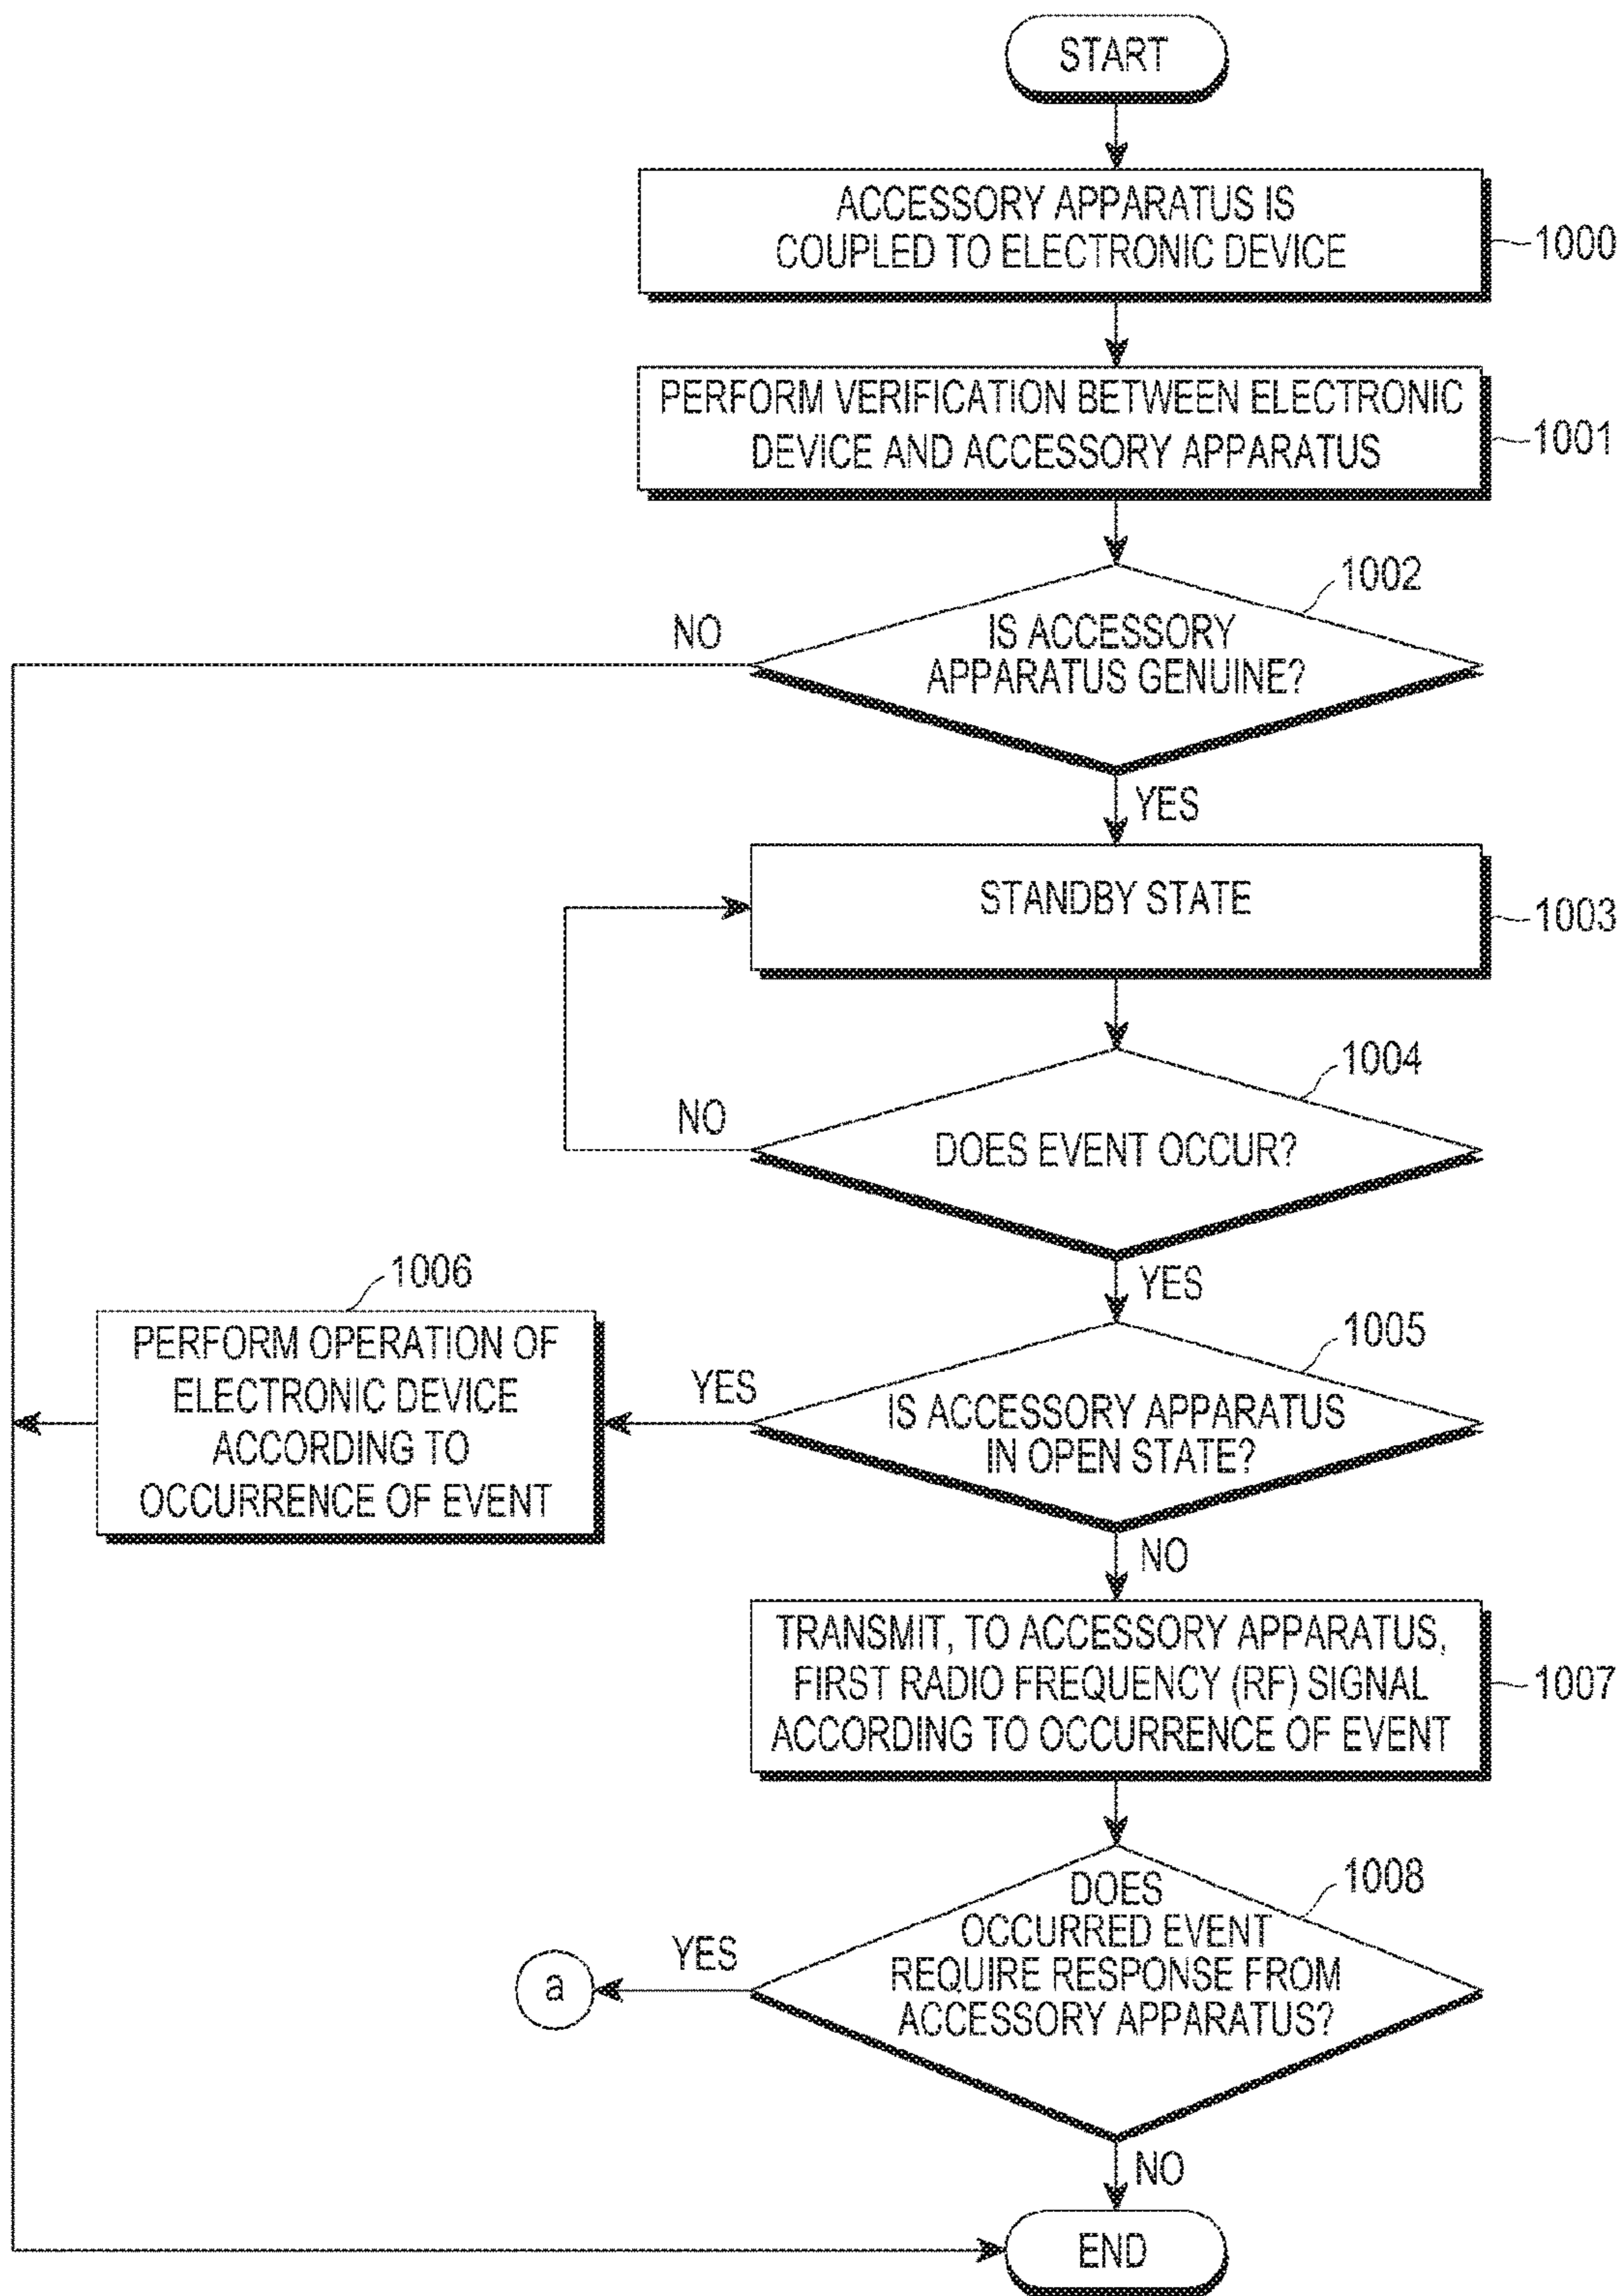 START
ACCESSORY APPARATUS IS
COUPLED TO ELECTRONIC DEVICE
1000
PERFORM VERIFICATION BETWEEN ELECTRONIC
DEVICE AND ACCESSORY APPARATUS
1001
1002
NO
IS ACCESSORY
APPARATUS GENUINE?
YES
STANDBY STATE
1003
1004
NO
DOES EVENT OCCUR?
YES
1006
PERFORM OPERATION OF
ELECTRONIC DEVICE
ACCORDING TO
OCCURRENCE OF EVENT
1005
YES
IS ACCESSORY APPARATUS
IN OPEN STATE?
NO
TRANSMIT, TO ACCESSORY APPARATUS,
FIRST RADIO FREQUENCY (RF) SIGNAL
ACCORDING TO OCCURRENCE OF EVENT
1007
1008
DOES
OCCURRED EVENT
REQUIRE RESPONSE FROM
ACCESSORY APPARATUS?
YES
a
NO
END